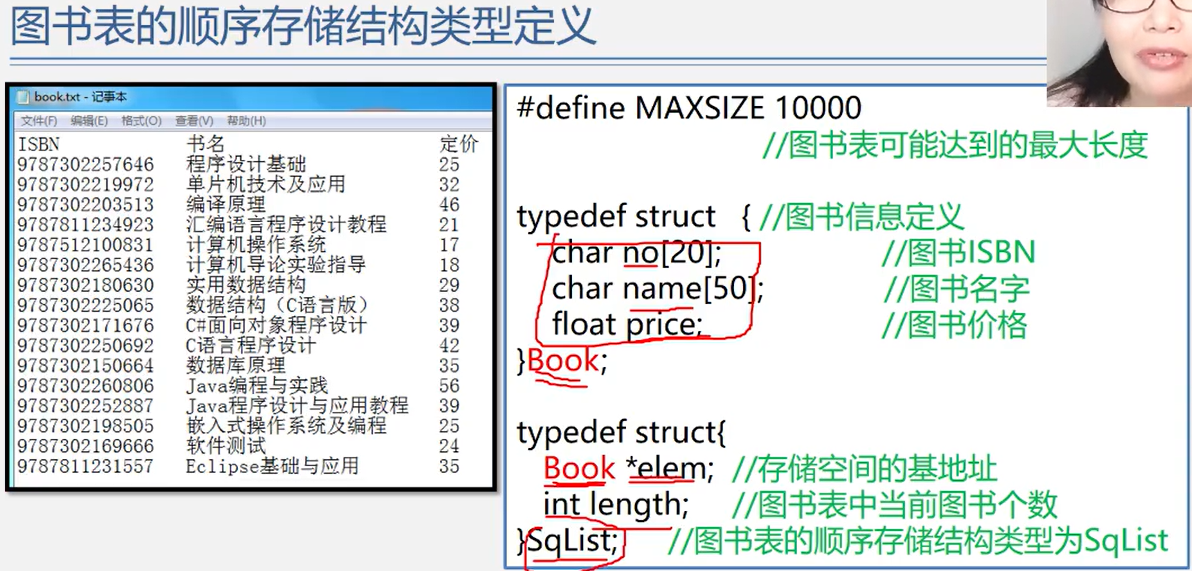 图书表的顺序存储结构类型定义
book.txt - 记事本
文件(F) 编辑(E) 格式(O) 查看(V) 帮助(H)
ISBN 书名 定价
9787302257646 程序设计基础 25
9787302219972 单片机技术及应用 32
9787302203513 编译原理 46
9787811234923 汇编语言程序设计教程 21
9787512100831 计算机操作系统 17
9787302265436 计算机导论实验指导 18
9787302180630 实用数据结构 29
9787302225065 数据结构（C语言版） 38
9787302171676 C#面向对象程序设计 39
9787302250692 C语言程序设计 42
9787302150664 数据库原理 35
9787302260806 Java编程与实践 56
9787302252887 Java程序设计与应用教程 39
9787302198505 嵌入式操作系统及编程 25
9787302169666 软件测试 24
9787811231557 Eclipse基础与应用 35
#define MAXSIZE 10000
//图书表可能达到的最大长度
typedef struct { //图书信息定义
char no[20]; //图书ISBN
char name[50]; //图书名字
float price; //图书价格
}Book;
typedef struct{
Book *elem; //存储空间的基地址
int length; //图书表中当前图书个数
}SqList; //图书表的顺序存储结构类型为SqList